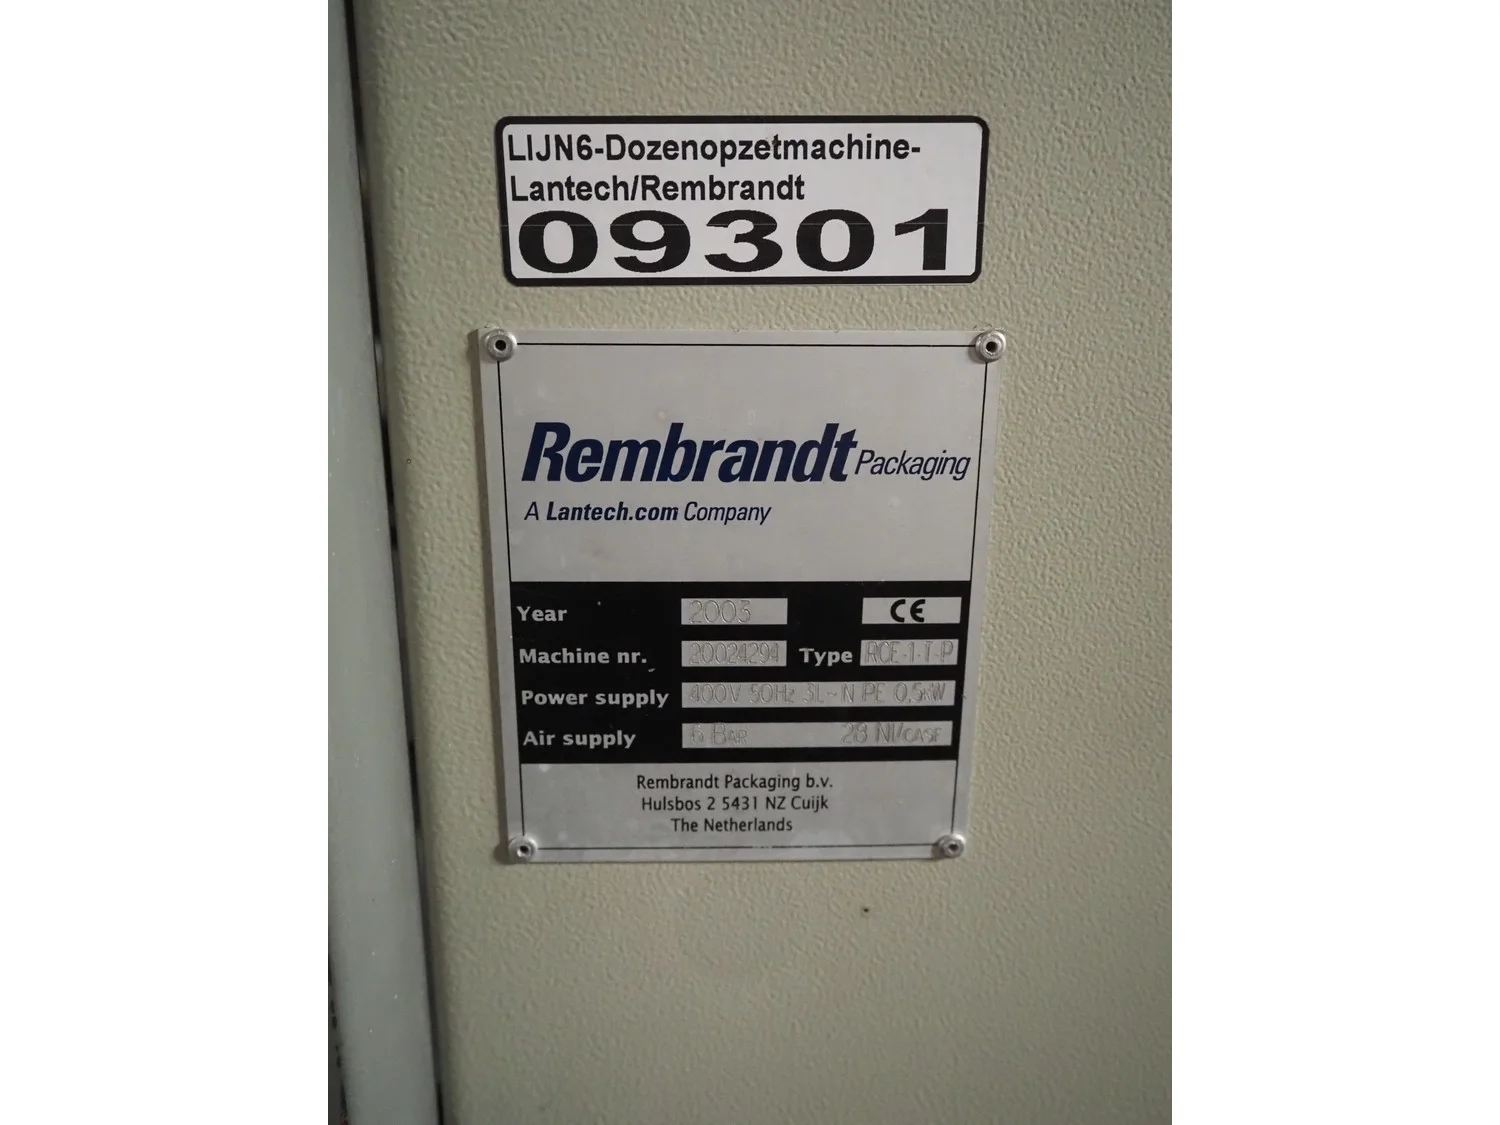 LIJN6-Dozenopzetmachine-
Lantech/Rembrandt
09301
Rembrandt Packaging
A Lantech.com Company
Year 2003 CE
Machine nr. 20024294 Type RCE-1-T-P
Power supply 400V 50Hz 3L~N PE 0,5kW
Air supply 6 BAR 28 Nl/CASE
Rembrandt Packaging b.v.
Hulsbos 2 5431 NZ Cuijk
The Netherlands